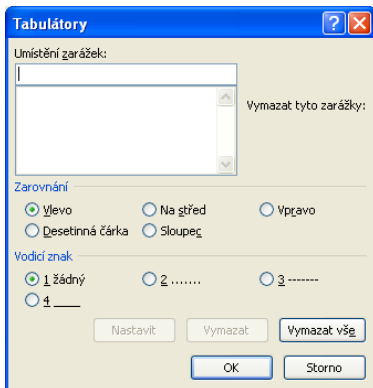 Tabulátory
Umístění zarážek:
Vymazat tyto zarážky:
Zarovnání
Vlevo Na střed Vpravo
Desetinná čárka Sloupec
Vodicí znak
1 žádný 2 ....... 3 -------
4 ____
Nastavit Vymazat Vymazat vše
OK Storno